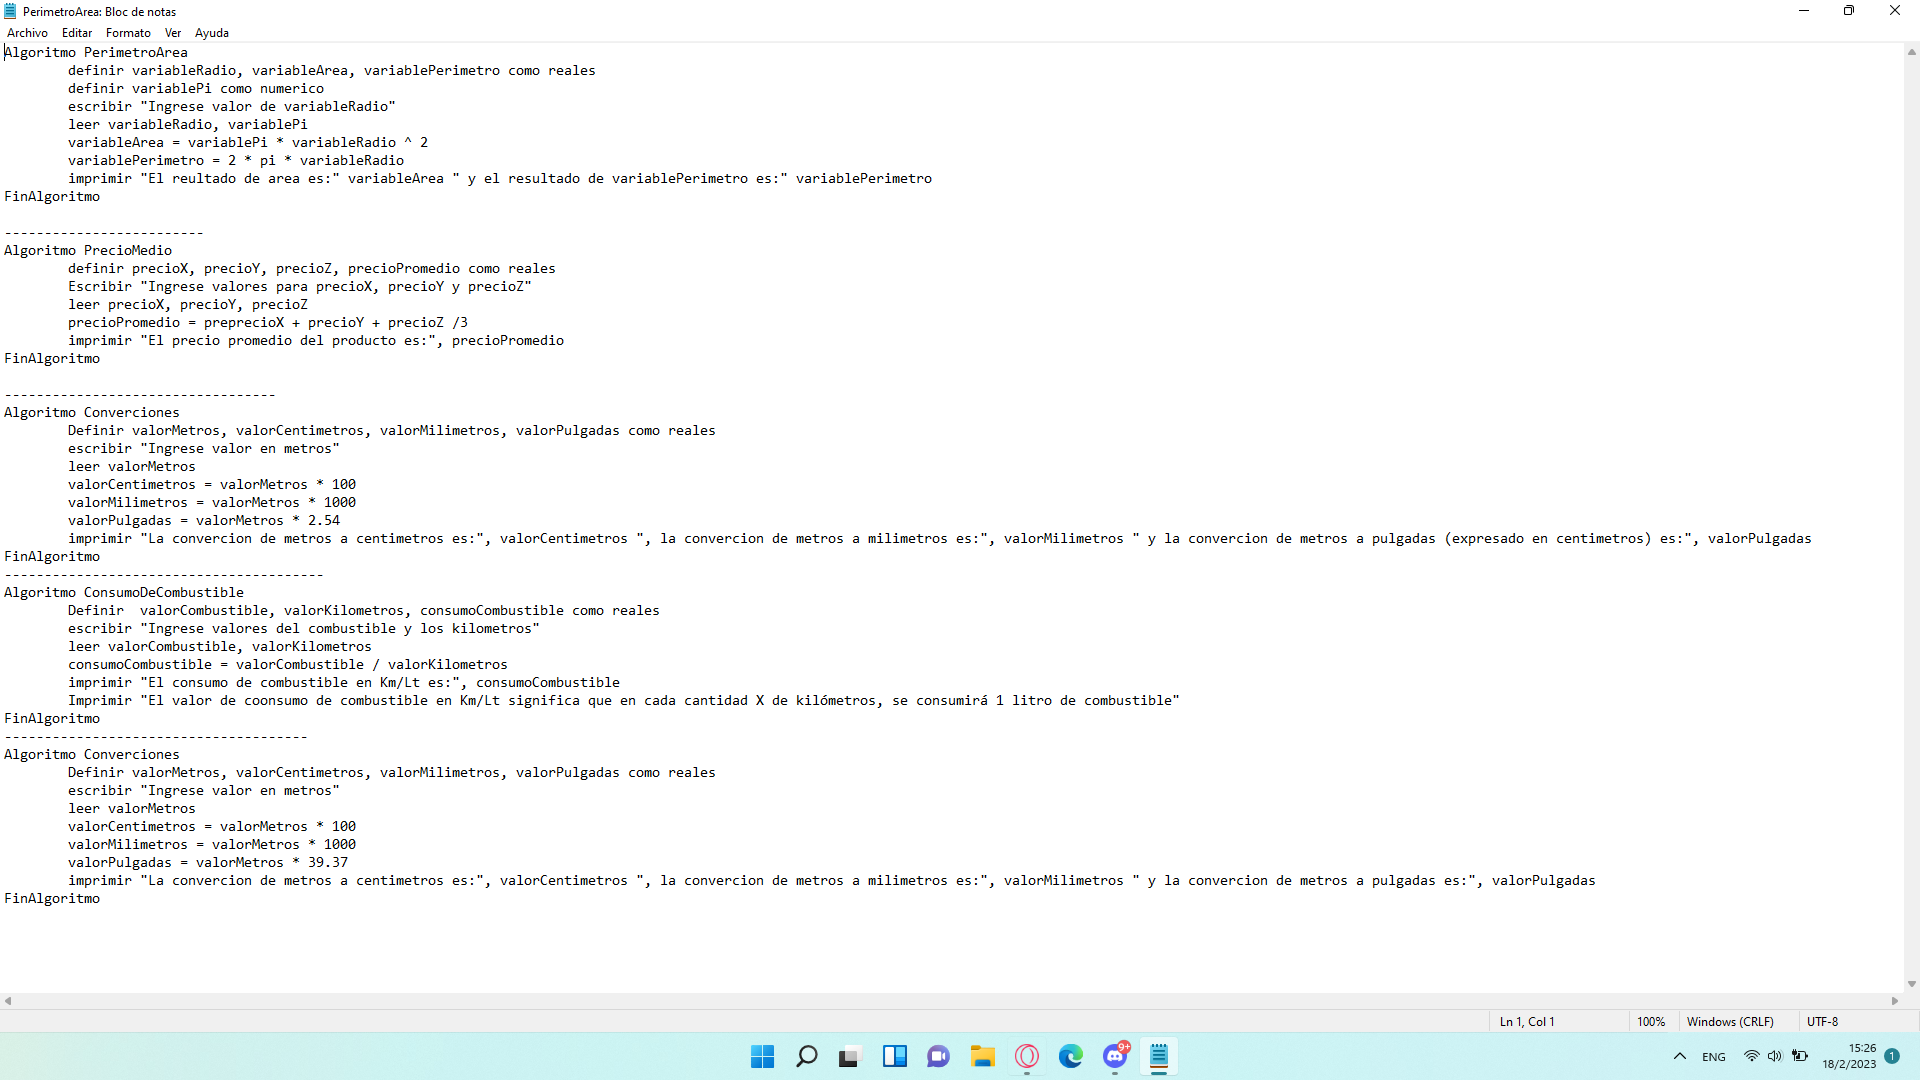 PerimetroArea: Bloc de notas
Archivo Editar Formato Ver Ayuda
Algoritmo PerimetroArea
definir variableRadio, variableArea, variablePerimetro como reales
definir variablePi como numerico
escribir "Ingrese valor de variableRadio"
leer variableRadio, variablePi
variableArea = variablePi * variableRadio ^ 2
variablePerimetro = 2 * pi * variableRadio
imprimir "El reultado de area es:" variableArea " y el resultado de variablePerimetro es:" variablePerimetro
FinAlgoritmo
-------------------------
Algoritmo PrecioMedio
definir precioX, precioY, precioZ, precioPromedio como reales
Escribir "Ingrese valores para precioX, precioY y precioZ"
leer precioX, precioY, precioZ
precioPromedio = preprecioX + precioY + precioZ /3
imprimir "El precio promedio del producto es:", precioPromedio
FinAlgoritmo
----------------------------------
Algoritmo Converciones
Definir valorMetros, valorCentimetros, valorMilimetros, valorPulgadas como reales
escribir "Ingrese valor en metros"
leer valorMetros
valorCentimetros = valorMetros * 100
valorMilimetros = valorMetros * 1000
valorPulgadas = valorMetros * 2.54
imprimir "La convercion de metros a centimetros es:", valorCentimetros ", la convercion de metros a milimetros es:", valorMilimetros " y la convercion de metros a pulgadas (expresado en centimetros) es:", valorPulgadas
FinAlgoritmo
----------------------------------------
Algoritmo ConsumoDeCombustible
Definir  valorCombustible, valorKilometros, consumoCombustible como reales
escribir "Ingrese valores del combustible y los kilometros"
leer valorCombustible, valorKilometros
consumoCombustible = valorCombustible / valorKilometros
imprimir "El consumo de combustible en Km/Lt es:", consumoCombustible
Imprimir "El valor de coonsumo de combustible en Km/Lt significa que en cada cantidad X de kilómetros, se consumirá 1 litro de combustible"
FinAlgoritmo
--------------------------------------
Algoritmo Converciones
Definir valorMetros, valorCentimetros, valorMilimetros, valorPulgadas como reales
escribir "Ingrese valor en metros"
leer valorMetros
valorCentimetros = valorMetros * 100
valorMilimetros = valorMetros * 1000
valorPulgadas = valorMetros * 39.37
imprimir "La convercion de metros a centimetros es:", valorCentimetros ", la convercion de metros a milimetros es:", valorMilimetros " y la convercion de metros a pulgadas es:", valorPulgadas
FinAlgoritmo
Ln 1, Col 1 100% Windows (CRLF) UTF-8
9+
ENG
15:26
18/2/2023
1